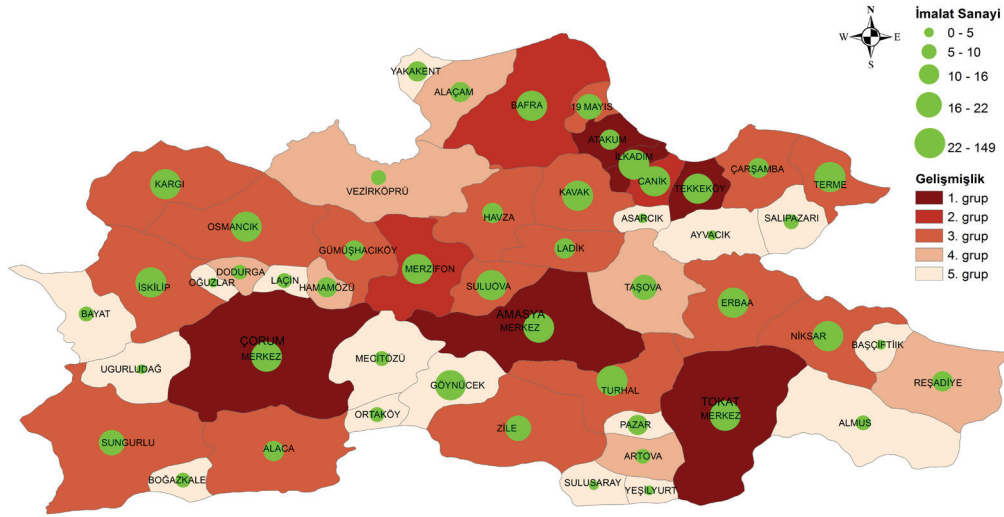 N
W E
S
İmalat Sanayi
0 - 5
5 - 10
10 - 16
16 - 22
22 - 149
Gelişmişlik
1. grup
2. grup
3. grup
4. grup
5. grup
YAKAKENT
ALAÇAM
BAFRA
19 MAYIS
ATAKUM
İLKADIM
CANİK
TEKKEKÖY
ÇARŞAMBA
TERME
KARGI
VEZİRKÖPRÜ
KAVAK
HAVZA
ASARCIK
SALIPAZARI
AYVACIK
OSMANCIK
GÜMÜŞHACIKÖY
LADİK
DODURGA
OĞUZLAR
LAÇİN
HAMAMÖZÜ
MERZİFON
SULUOVA
TAŞOVA
İSKİLİP
ERBAA
BAYAT
AMASYA
MERKEZ
NİKSAR
BAŞÇİFTİİK
ÇORUM
MERKEZ
MECİTÖZÜ
UGURLUDAĞ
GÖYNÜCEK
TURHAL
REŞADİYE
TOKAT
MERKEZ
ORTAKÖY
ZİLE
PAZAR
ALMUS
SUNGURLU
ALACA
ARTOVA
BOĞAZKALE
SULUSARAY
YEŞİLYURT